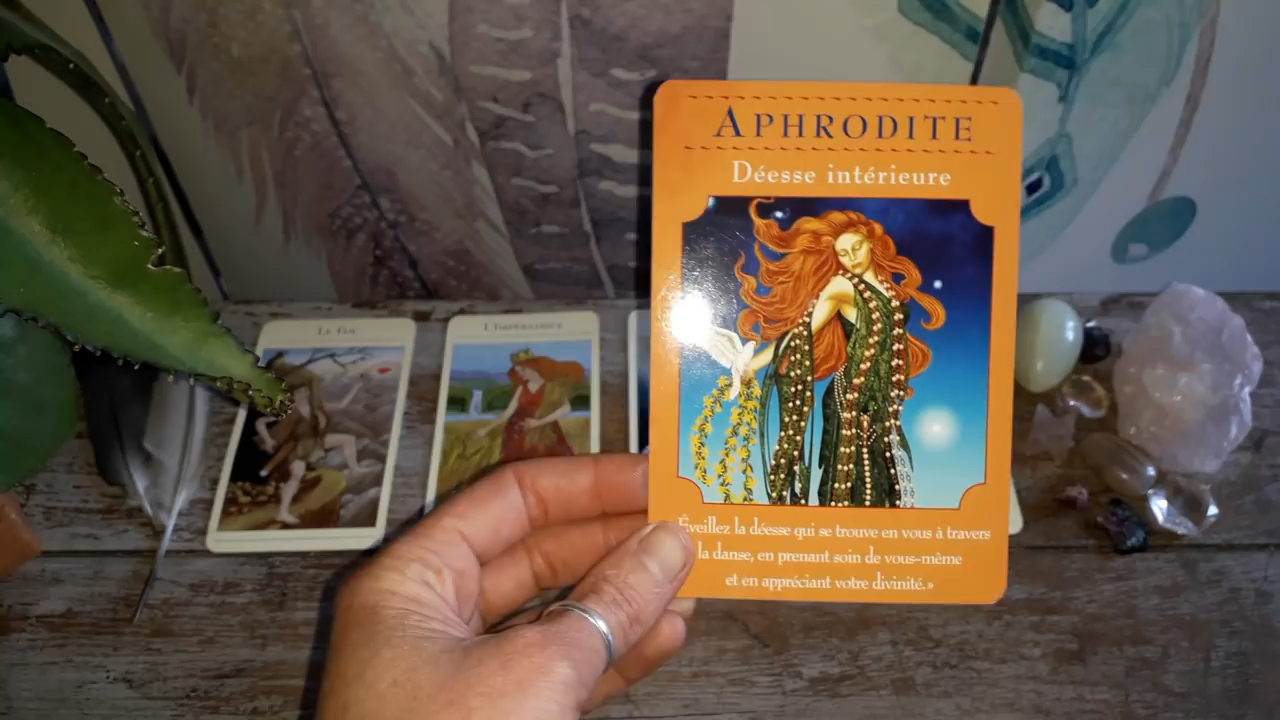 APHRODITE
Déesse intérieure
Éveillez la déesse qui se trouve en vous à travers
la danse, en prenant soin de vous-même
et en appréciant votre divinité.»
Le Fou
L'Impératrice